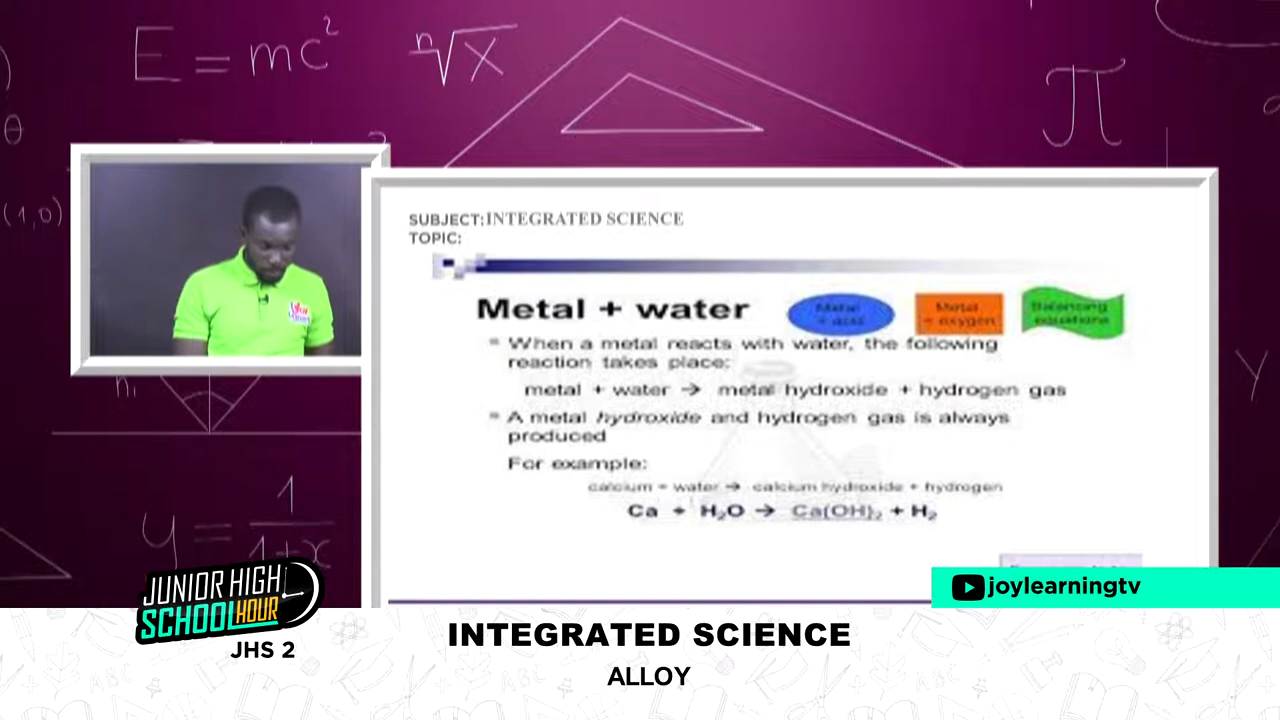 E = mc²
ⁿ√X
π
θ
(1,0)
SUBJECT:INTEGRATED SCIENCE
TOPIC:
Metal + water
Metal
+ acid
Metal
+ oxygen
Balancing
equations
When a metal reacts with water, the following
reaction takes place:
metal + water → metal hydroxide + hydrogen gas
A metal hydroxide and hydrogen gas is always
produced
For example:
calcium + water → calcium hydroxide + hydrogen
Ca + H₂O → Ca(OH)₂ + H₂
n₁
Y
y = 1/1+x
JUNIOR HIGH
SCHOOL HOUR
JHS 2
joylearningtv
INTEGRATED SCIENCE
ALLOY